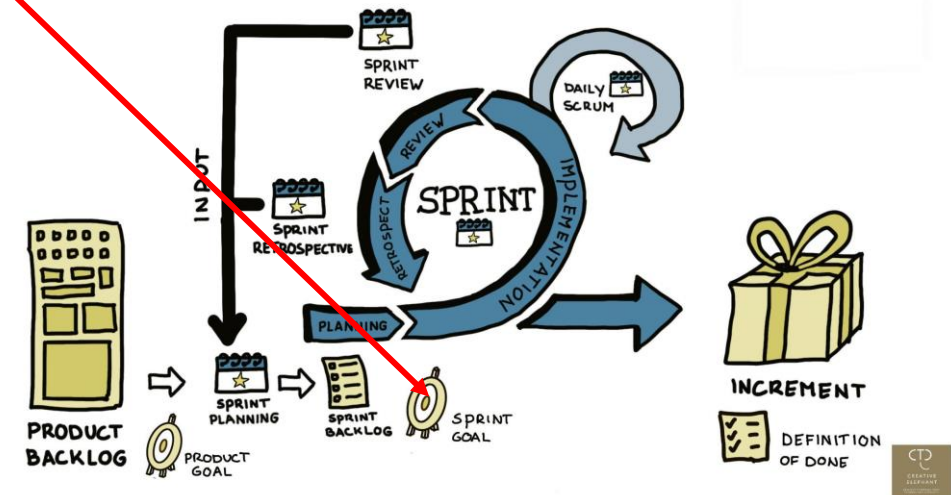 SPRINT
REVIEW
DAILY
SCRUM
INPUT
REVIEW
SPRINT
IMPLEMENTATION
RETROSPECT
SPRINT
RETROSPECTIVE
PLANNING
SPRINT
PLANNING
SPRINT
BACKLOG
SPRINT
GOAL
PRODUCT
BACKLOG
PRODUCT
GOAL
INCREMENT
DEFINITION
OF DONE
CREATIVE
ELEPHANT